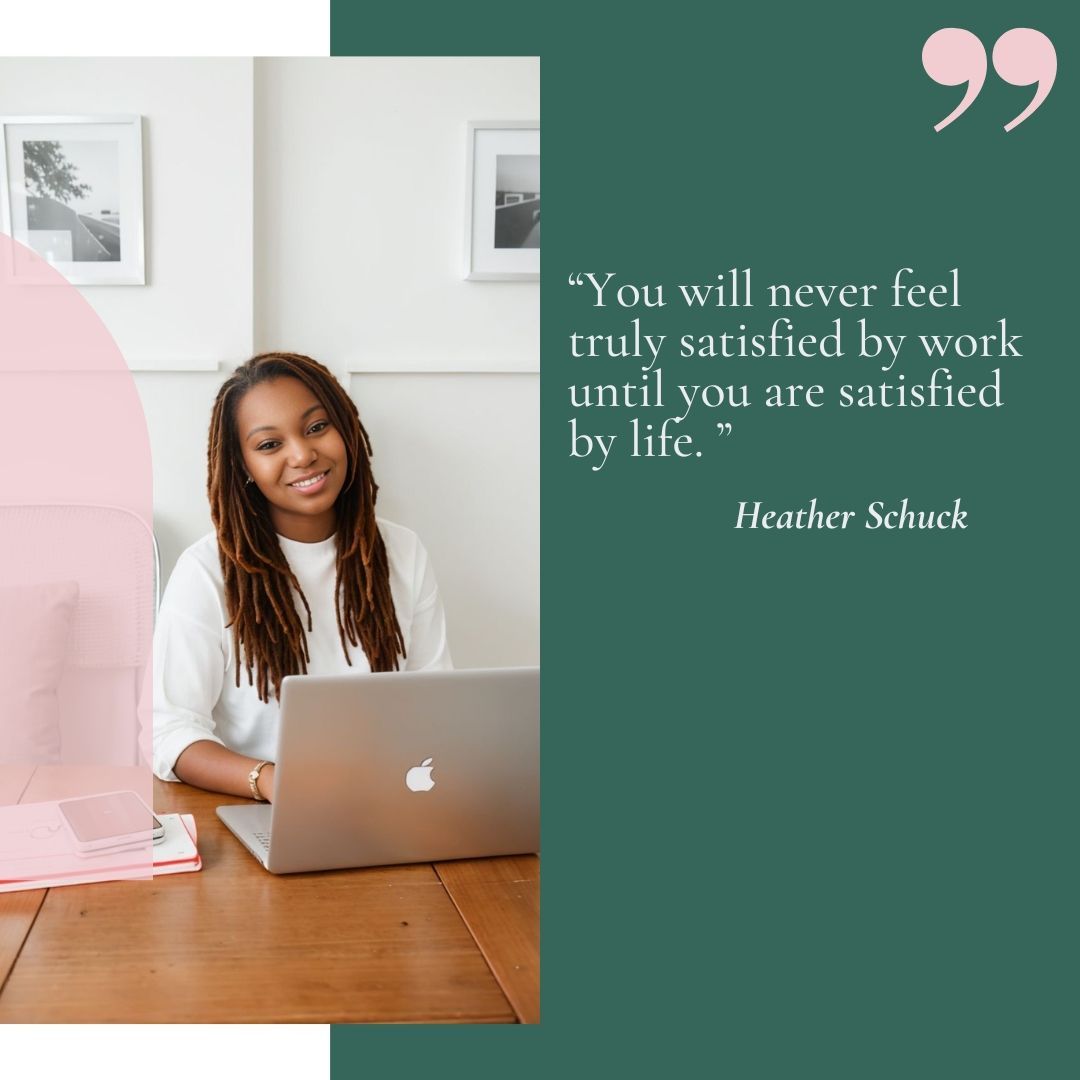 “You will never feel
truly satisfied by work
until you are satisfied
by life. ”
Heather Schuck